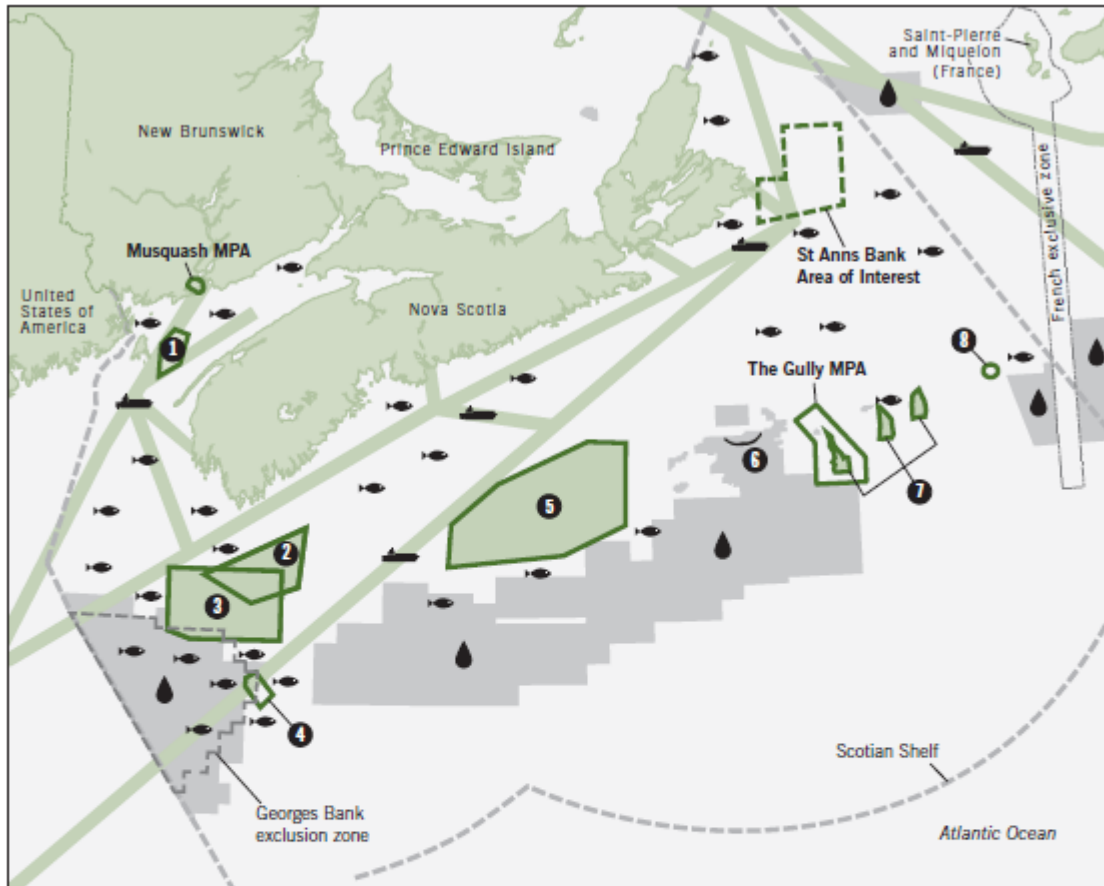 Saint-Pierre
and Miquelon
(France)
New Brunswick
Prince Edward Island
French exclusive zone
Musquash MPA
St Anns Bank
Area of Interest
United
States of
America
Nova Scotia
1
8
The Gully MPA
6
7
5
2
3
4
Scotian Shelf
Georges Bank
exclusion zone
Atlantic Ocean